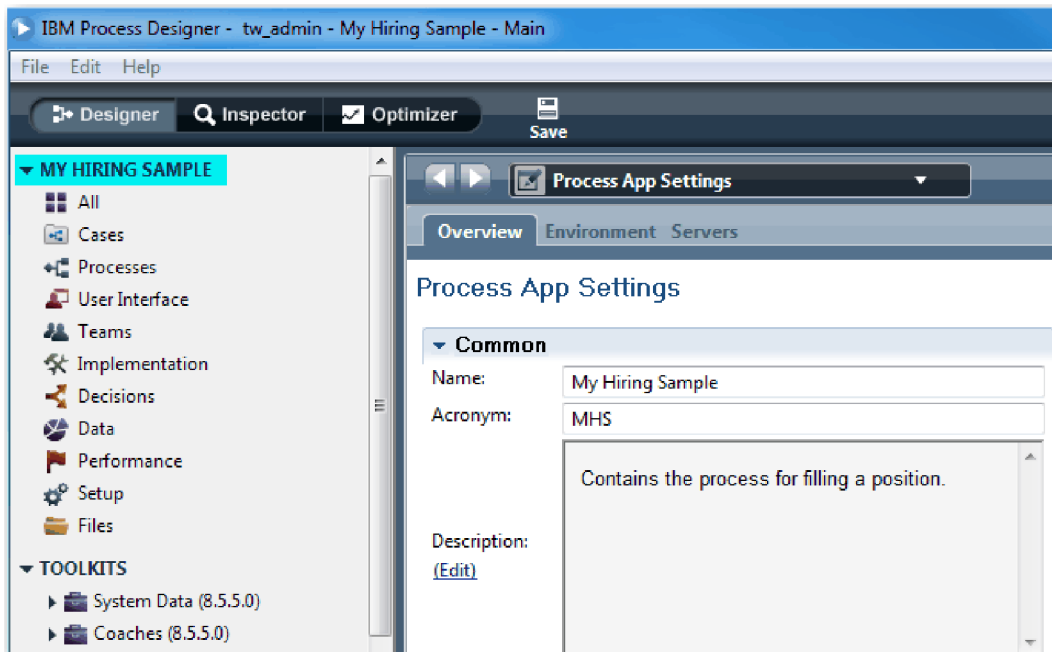 IBM Process Designer - tw_admin - My Hiring Sample - Main
File Edit Help
Designer Inspector Optimizer Save
MY HIRING SAMPLE
All
Cases
Processes
User Interface
Teams
Implementation
Decisions
Data
Performance
Setup
Files
TOOLKITS
System Data (8.5.5.0)
Coaches (8.5.5.0)
Process App Settings
Overview Environment Servers
Process App Settings
Common
Name: My Hiring Sample
Acronym: MHS
Contains the process for filling a position.
Description:
(Edit)